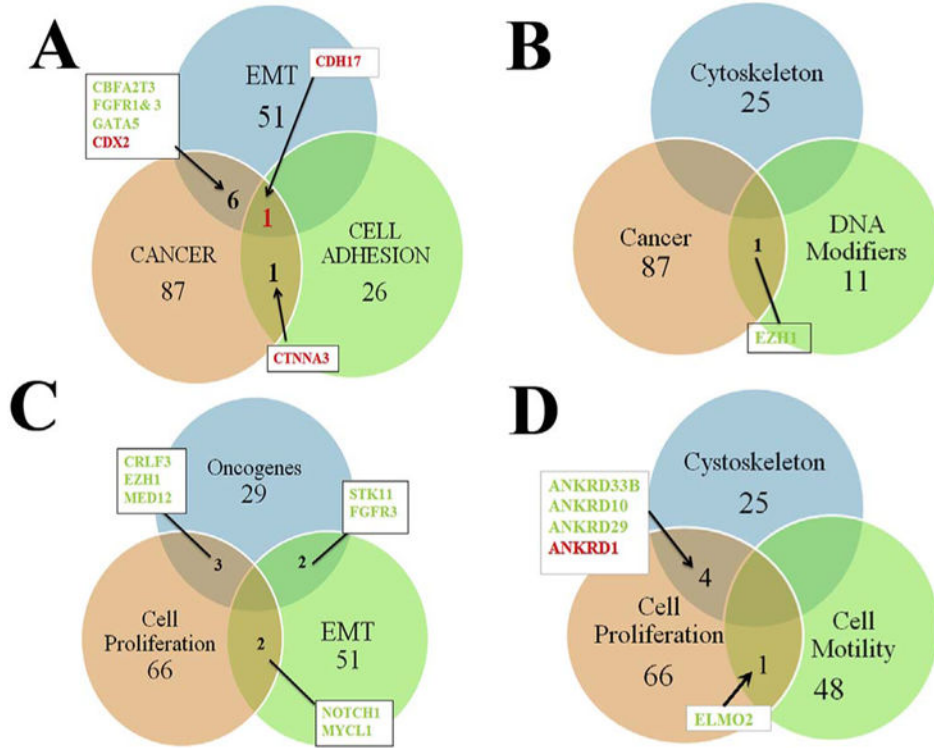 A
CBFA2T3
FGFR1& 3
GATA5
CDX2
EMT
51
CDH17
6
1
CANCER
87
CELL
ADHESION
26
1
CTNNA3
B
Cytoskeleton
25
Cancer
87
1
DNA
Modifiers
11
EZH1
C
CRLF3
EZH1
MED12
Oncogenes
29
STK11
FGFR3
3
2
Cell
Proliferation
66
2
EMT
51
NOTCH1
MYCL1
D
ANKRD33B
ANKRD10
ANKRD29
ANKRD1
Cystoskeleton
25
4
Cell
Proliferation
66
1
Cell
Motility
48
ELMO2